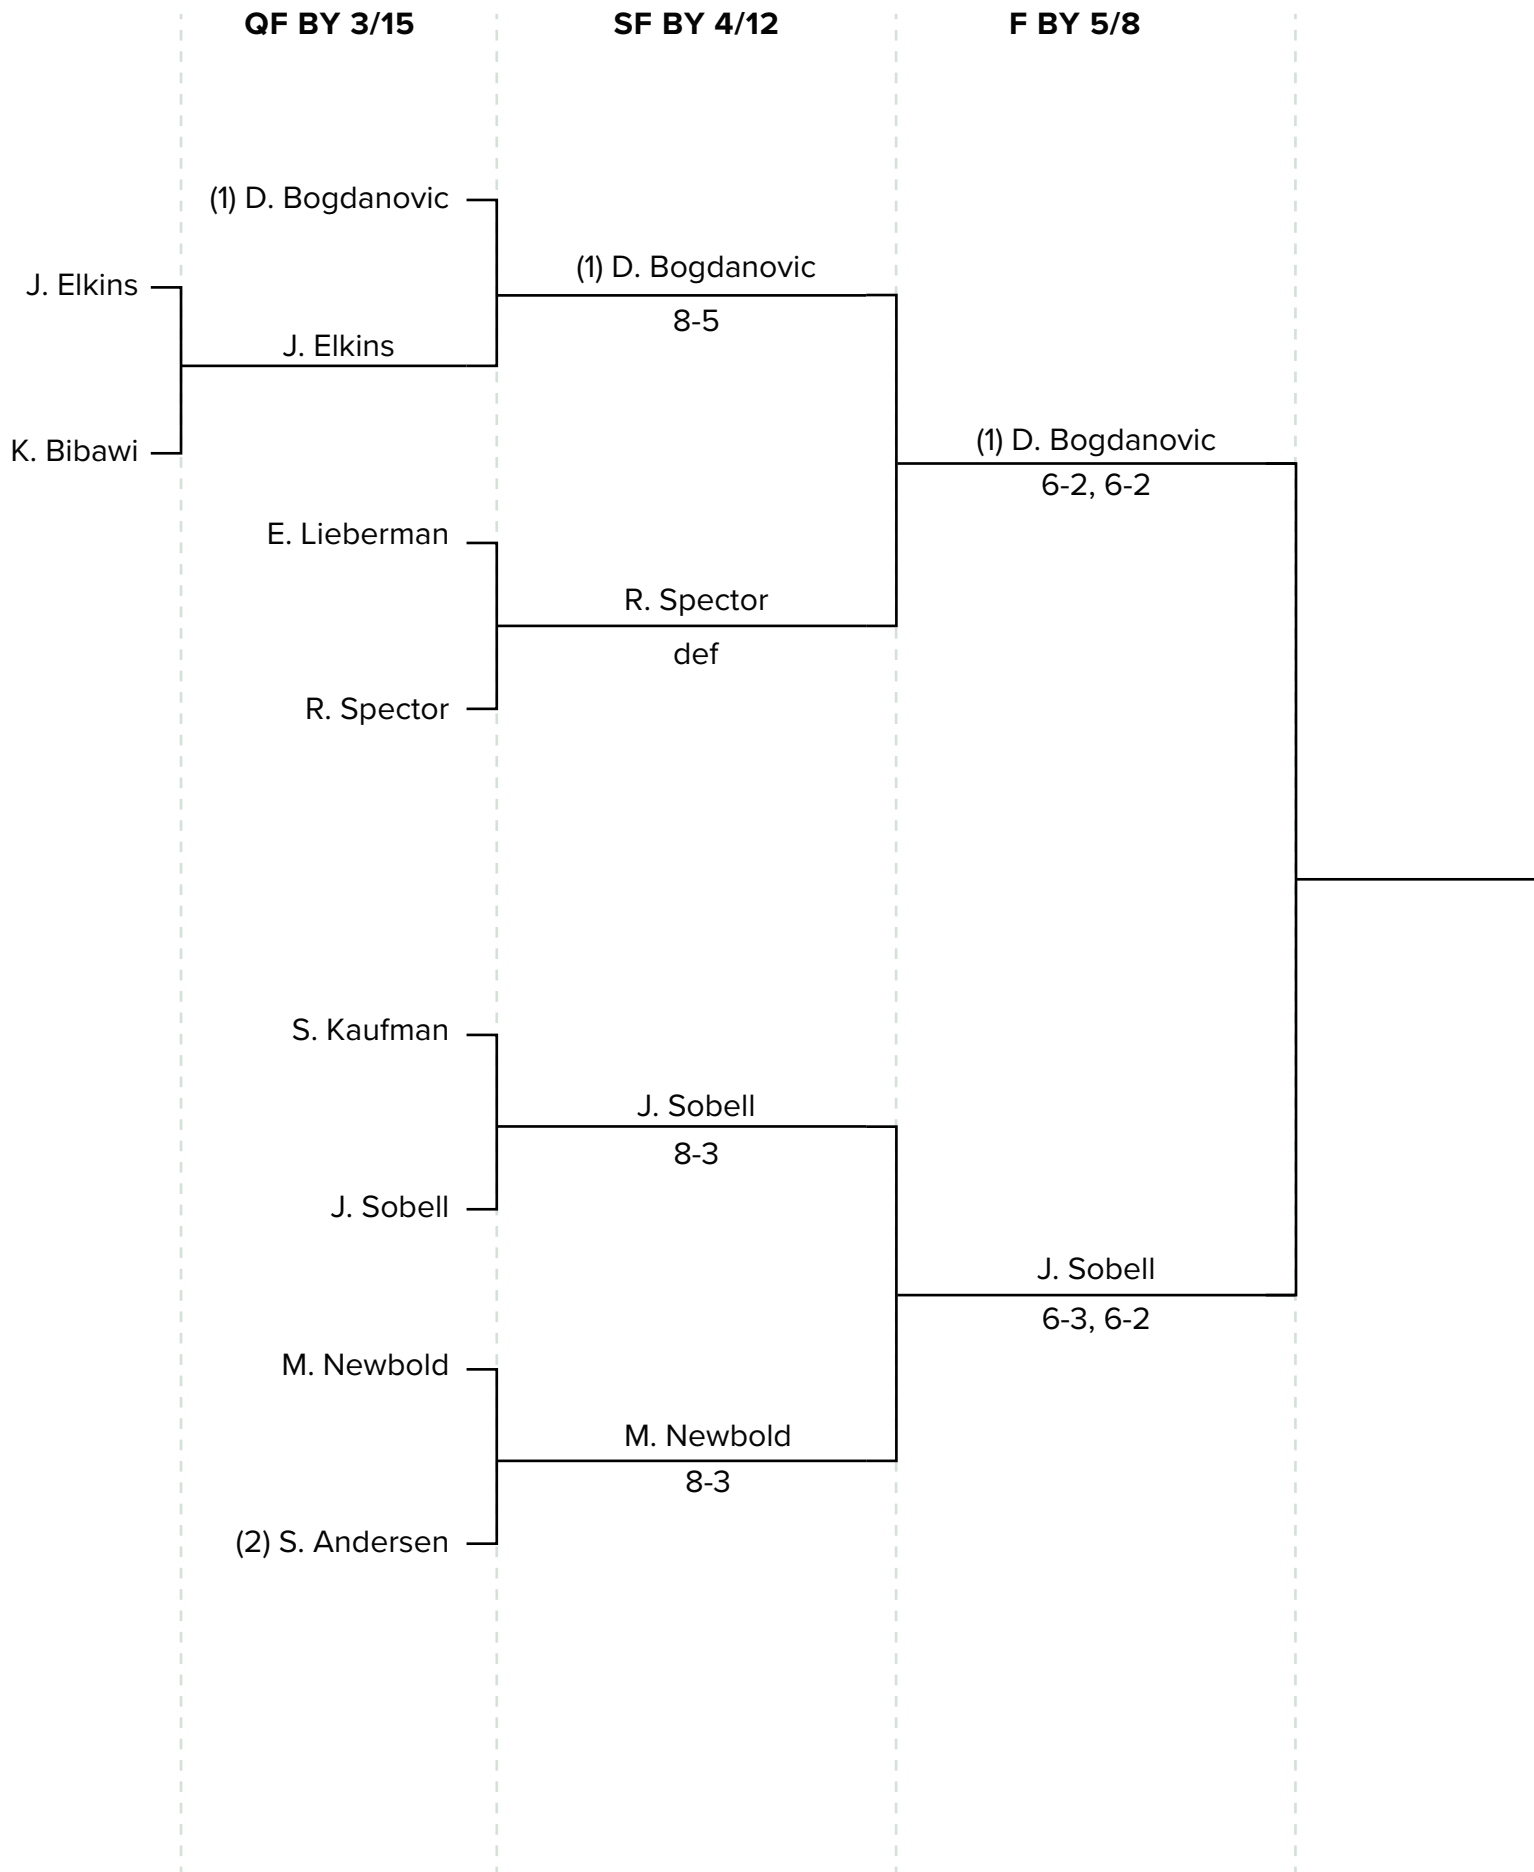 QF BY 3/15
SF BY 4/12
F BY 5/8
(1) D. Bogdanovic
(1) D. Bogdanovic
J. Elkins
8-5
J. Elkins
(1) D. Bogdanovic
K. Bibawi
6-2, 6-2
E. Lieberman
R. Spector
def
R. Spector
S. Kaufman
J. Sobell
8-3
J. Sobell
J. Sobell
6-3, 6-2
M. Newbold
M. Newbold
8-3
(2) S. Andersen